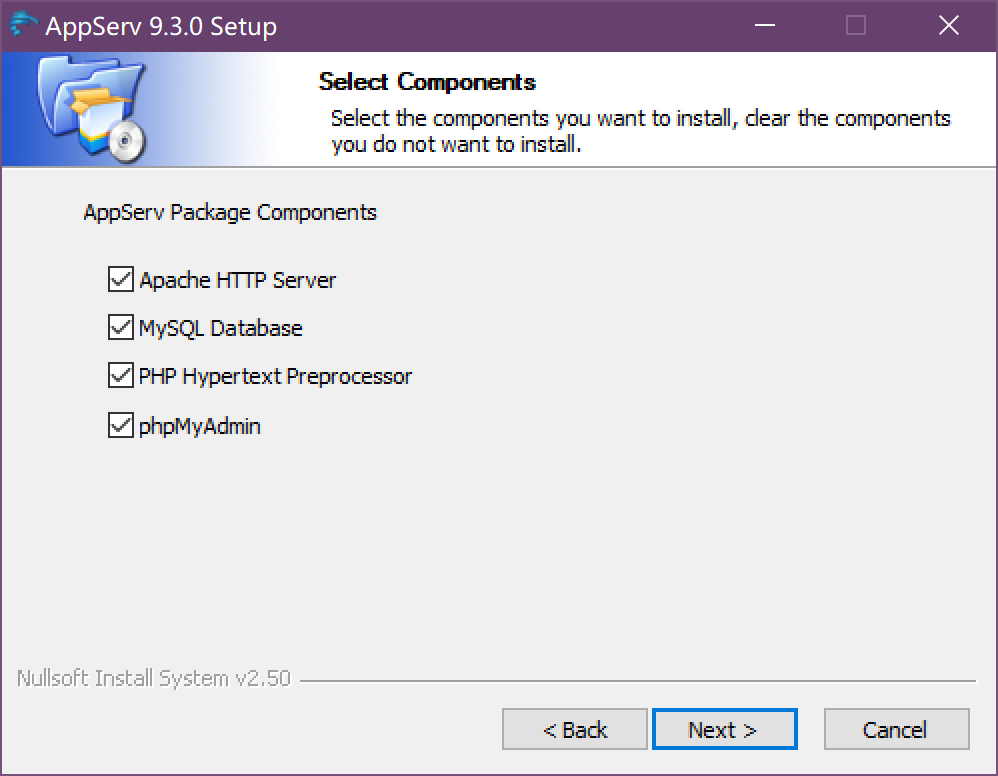 AppServ 9.3.0 Setup
Select Components
Select the components you want to install, clear the components
you do not want to install.
AppServ Package Components
Apache HTTP Server
MySQL Database
PHP Hypertext Preprocessor
phpMyAdmin
Nullsoft Install System v2.50
< Back
Next >
Cancel